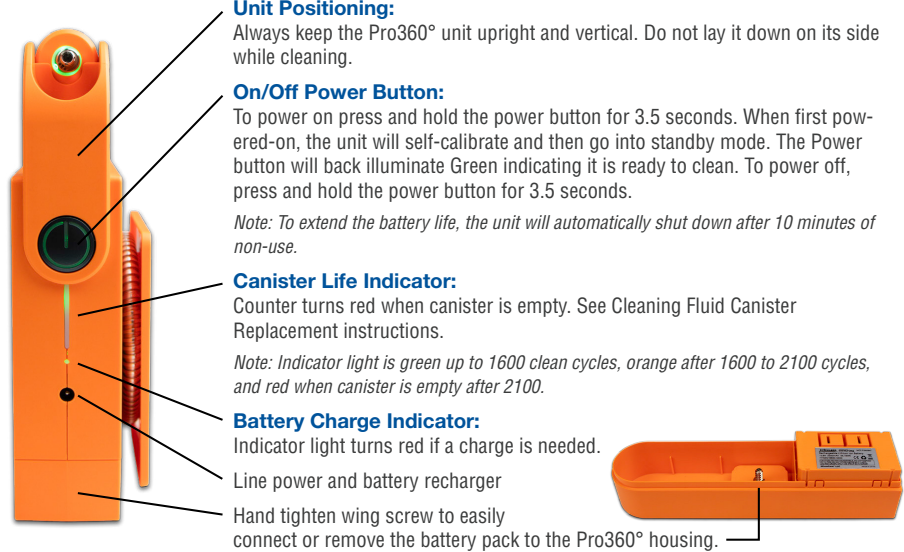 Unit Positioning:
Always keep the Pro360° unit upright and vertical. Do not lay it down on its side
while cleaning.
On/Off Power Button:
To power on press and hold the power button for 3.5 seconds. When first pow-
ered-on, the unit will self-calibrate and then go into standby mode. The Power
button will back illuminate Green indicating it is ready to clean. To power off,
press and hold the power button for 3.5 seconds.
Note: To extend the battery life, the unit will automatically shut down after 10 minutes of
non-use.
Canister Life Indicator:
Counter turns red when canister is empty. See Cleaning Fluid Canister
Replacement instructions.
Note: Indicator light is green up to 1600 clean cycles, orange after 1600 to 2100 cycles,
and red when canister is empty after 2100.
Battery Charge Indicator:
Indicator light turns red if a charge is needed.
Line power and battery recharger
Hand tighten wing screw to easily
connect or remove the battery pack to the Pro360° housing.